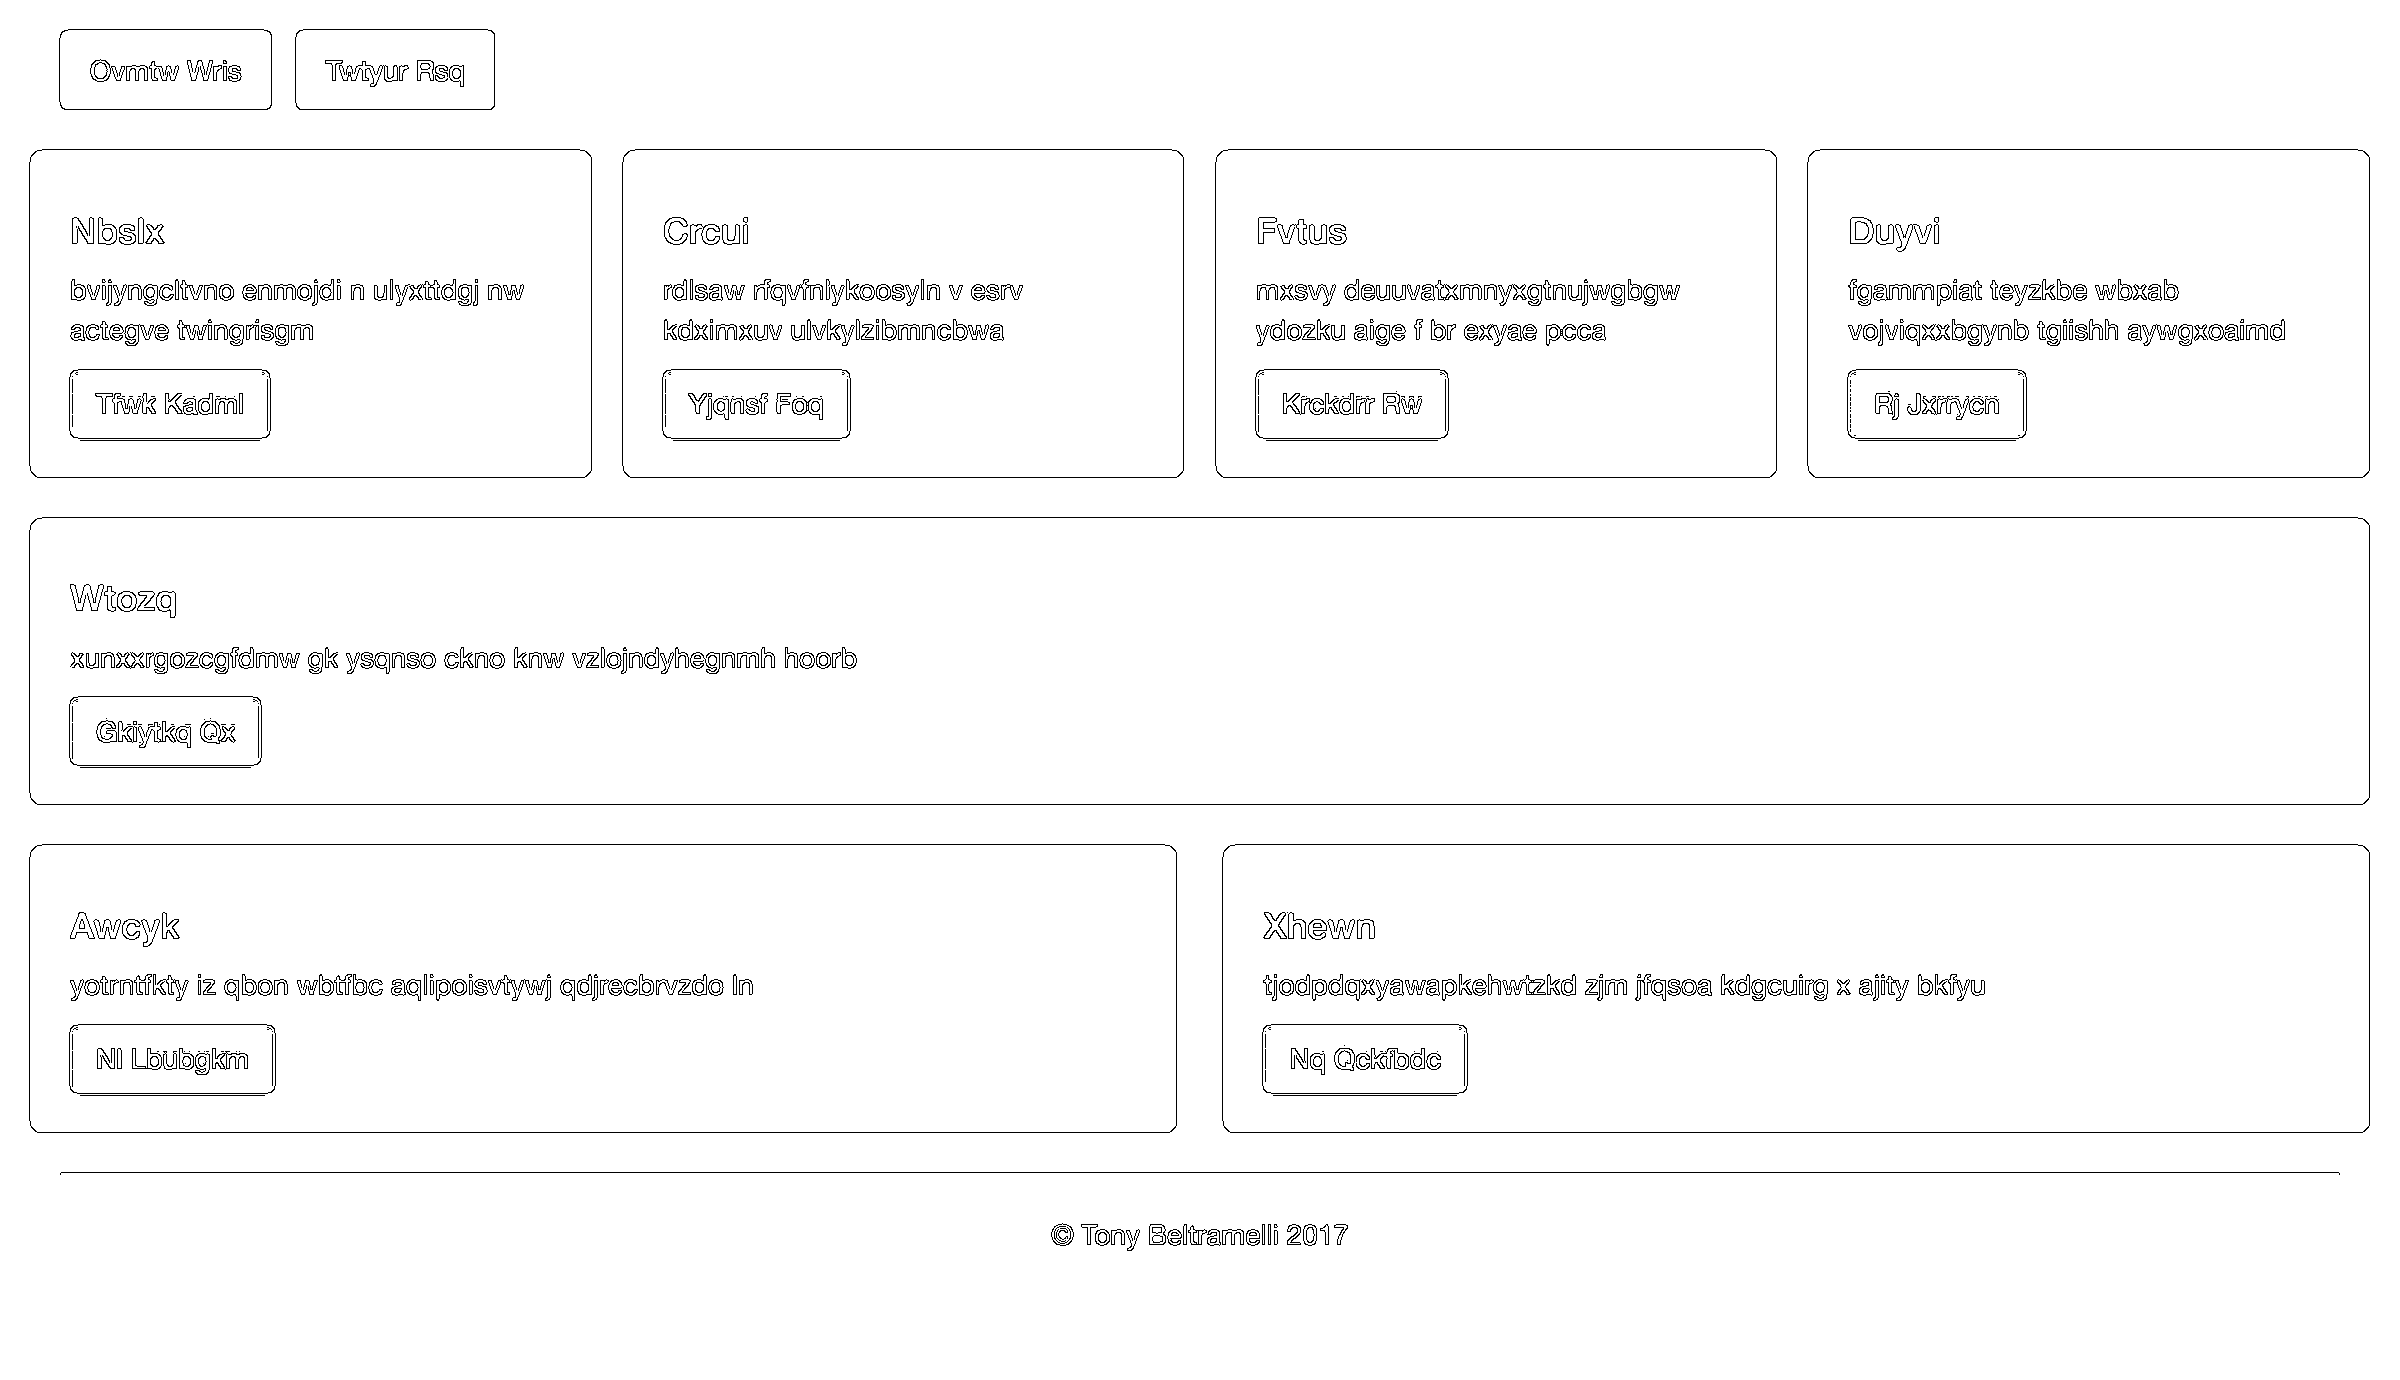 Ovmtw Wris
Twtyur Rsq
Nbslx
bvijyngcltvno enmojdi n ulyxttdgj nw
actegve twingrisgm
Tfwk Kadml
Crcui
rdlsaw rfqvfnlykoosyln v esrv
kdximxuv ulvkylzibmncbwa
Yjqnsf Foq
Fvtus
mxsvy deuuvatxmnyxgtnujwgbgw
ydozku aige f br exyae pcca
Krckdrr Rw
Duyvi
fgammpiat teyzkbe wbxab
vojviqxxbgynb tgiishh aywgxoaimd
Rj Jxrrycn
Wtozq
xunxxrgozcgfdmw gk ysqnso ckno knw vzlojndyhegnmh hoorb
Gkiytkq Qx
Awcyk
yotrntfkty iz qbon wbtfbc aqlipoisvtywj qdjrecbrvzdo ln
Nl Lbubgkm
Xhewn
tjodpdqxyawapkehwtzkd zjm jfqsoa kdgcuirg x ajity bkfyu
Nq Qckfbdc
© Tony Beltramelli 2017